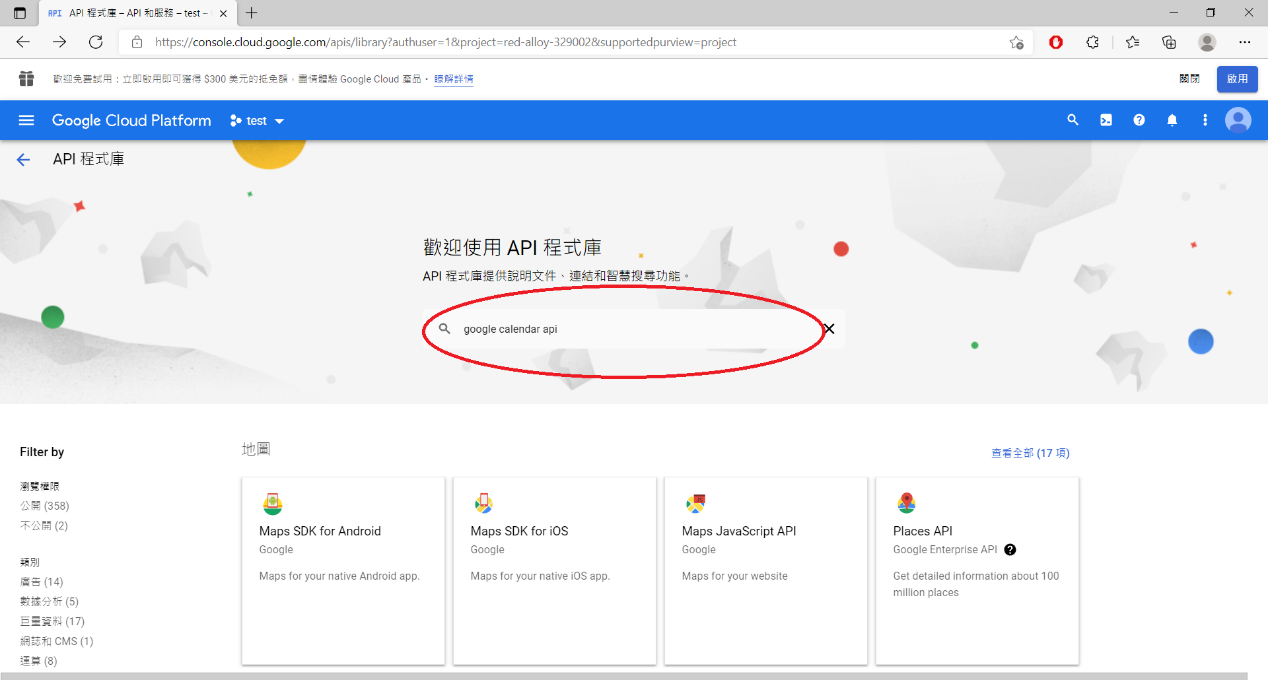 API API 程式庫 – API 和服務 – test –
https://console.cloud.google.com/apis/library?authuser=1&project=red-alloy-329002&supportedpurview=project
歡迎免費試用：立即啟用即可獲得 $300 美元的抵免額，盡情體驗 Google Cloud 產品。 瞭解詳情
關閉
啟用
Google Cloud Platform
test
API 程式庫
歡迎使用 API 程式庫
API 程式庫提供說明文件、連結和智慧搜尋功能。
google calendar api
Filter by
瀏覽權限
公開 (358)
不公開 (2)
類別
廣告 (14)
數據分析 (5)
巨量資料 (17)
網誌和 CMS (1)
運算 (8)
地圖
查看全部 (17 項)
Maps SDK for Android
Google
Maps for your native Android app.
Maps SDK for iOS
Google
Maps for your native iOS app.
Maps JavaScript API
Google
Maps for your website
Places API
Google Enterprise API
Get detailed information about 100
million places